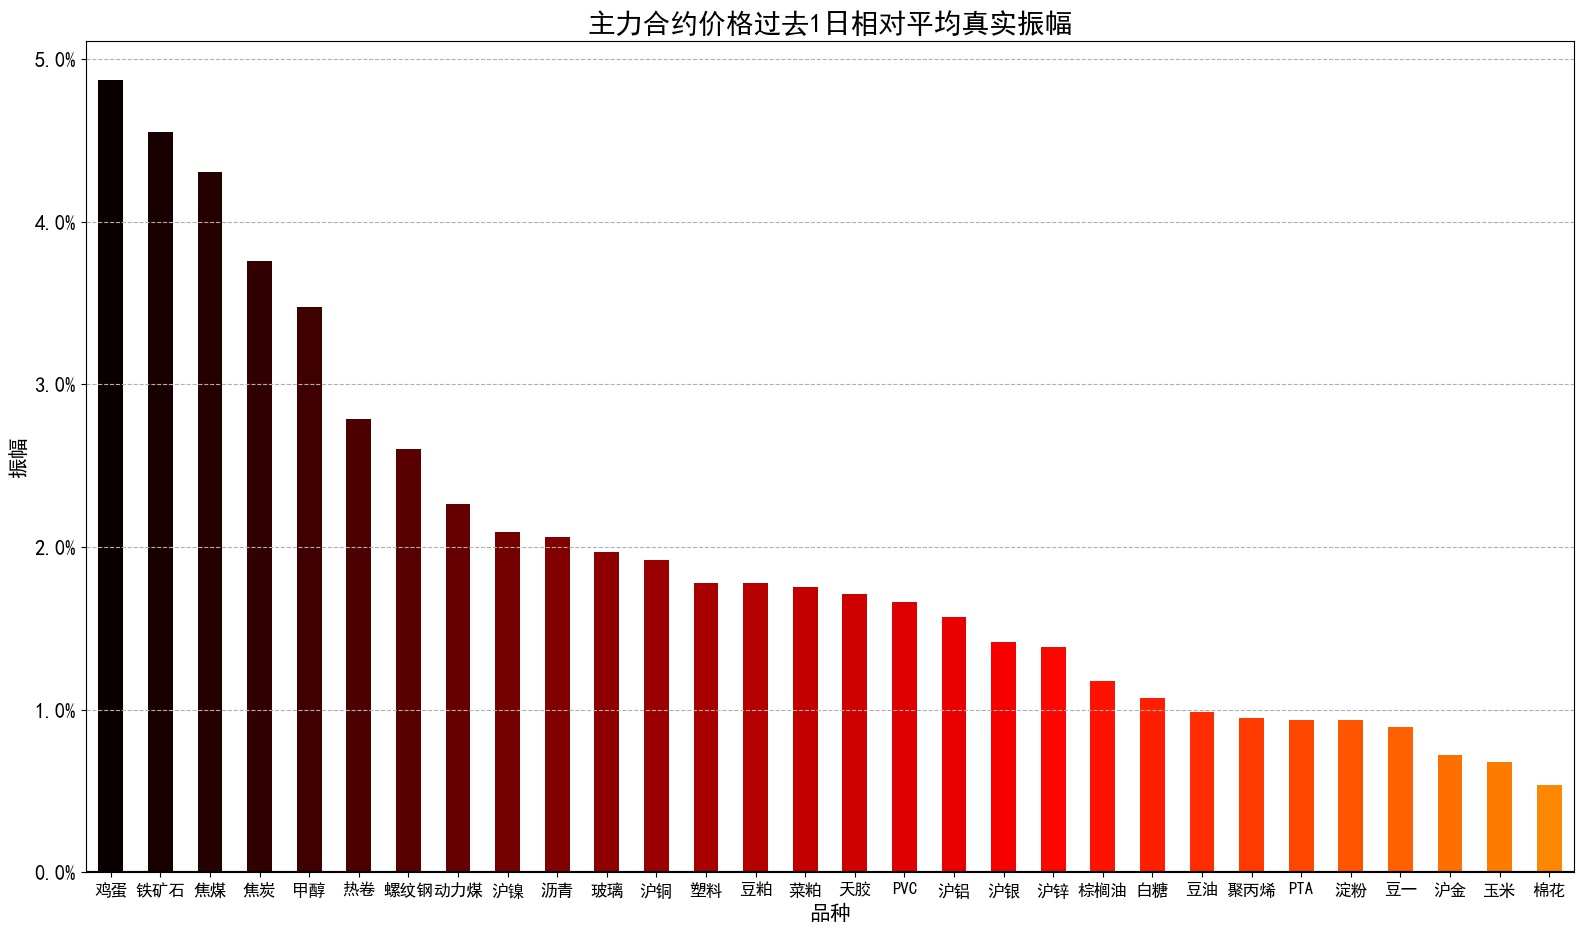 主力合约价格过去1日相对平均真实振幅
振幅
5.0%
4.0%
3.0%
2.0%
1.0%
0.0%
鸡蛋 铁矿石 焦煤 焦炭 甲醇 热卷 螺纹钢 动力煤 沪镍 沥青 玻璃 沪铜 塑料 豆粕 菜粕 天胶 PVC 沪铝 沪银 沪锌 棕榈油 白糖 豆油 聚丙烯 PTA 淀粉 豆一 沪金 玉米 棉花
品种